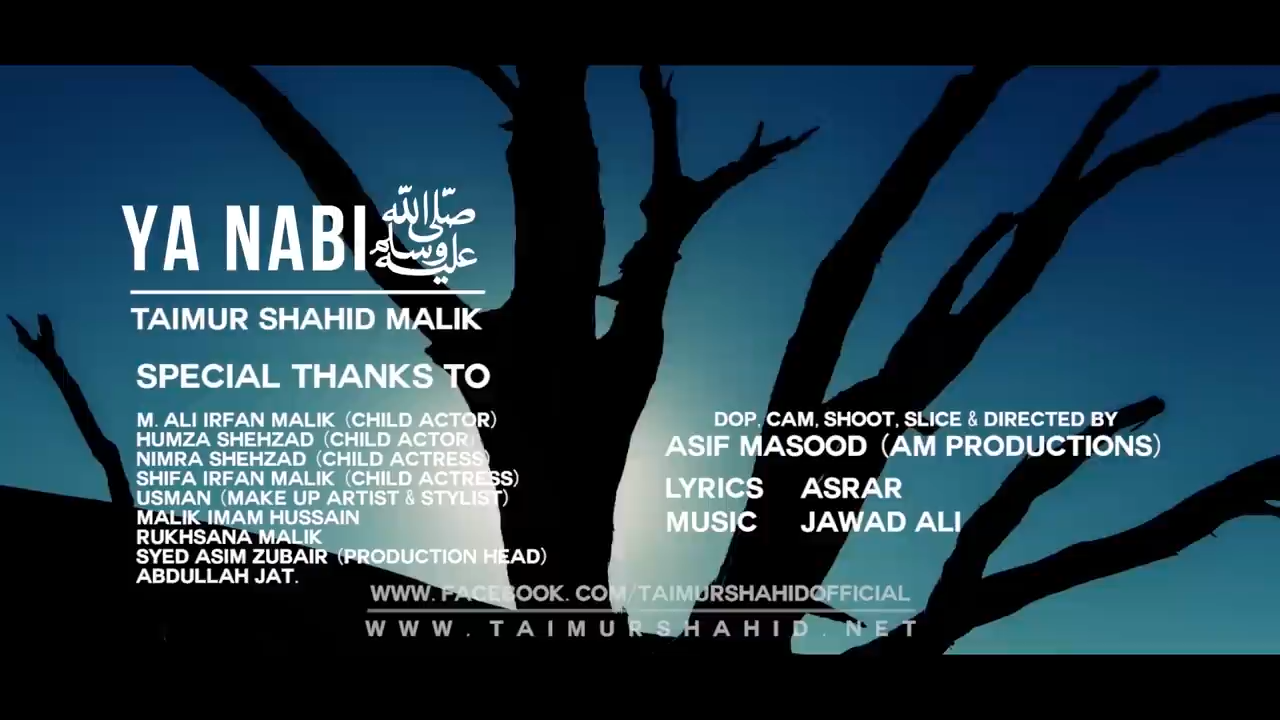 YA NABI صلى الله عليه وسلم
TAIMUR SHAHID MALIK
SPECIAL THANKS TO
M. ALI IRFAN MALIK (CHILD ACTOR)
HUMZA SHEHZAD (CHILD ACTOR)
NIMRA SHEHZAD (CHILD ACTRESS)
SHIFA IRFAN MALIK (CHILD ACTRESS)
USMAN (MAKE UP ARTIST & STYLIST)
MALIK IMAM HUSSAIN
RUKHSANA MALIK
SYED ASIM ZUBAIR (PRODUCTION HEAD)
ABDULLAH JAT.
DOP, CAM, SHOOT, SLICE & DIRECTED BY
ASIF MASOOD (AM PRODUCTIONS)
LYRICS ASRAR
MUSIC JAWAD ALI
WWW.FACEBOOK.COM/TAIMURSHAHIDOFFICIAL
WWW.TAIMURSHAHID.NET